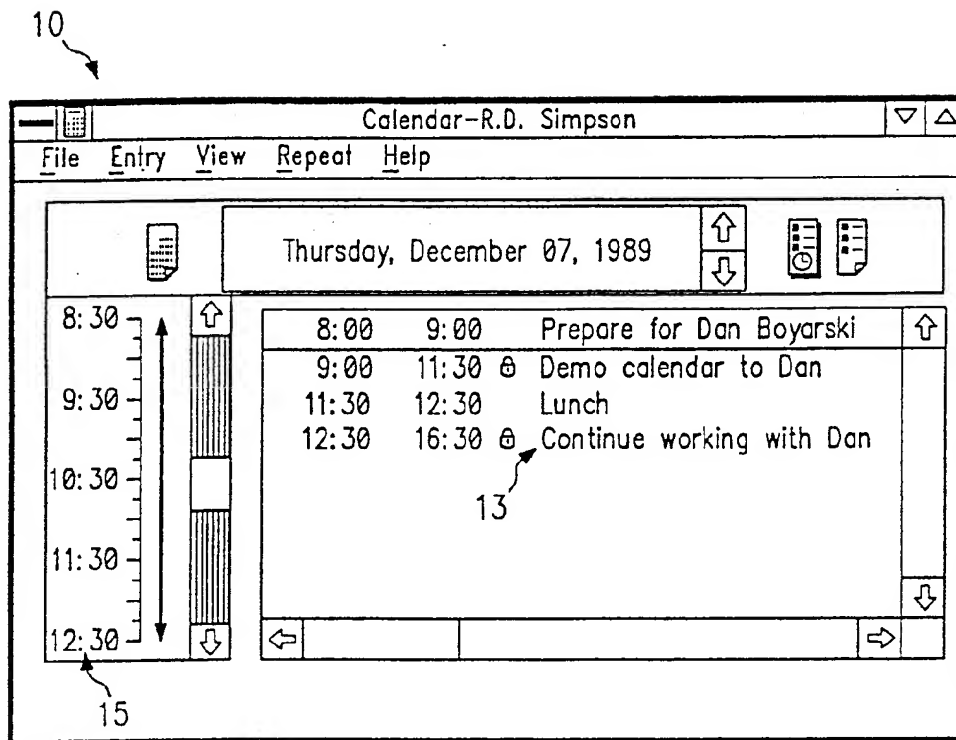 10
Calendar-R.D. Simpson
File Entry View Repeat Help
Thursday, December 07, 1989
8:30
9:30
10:30
11:30
12:30
8:00 9:00 Prepare for Dan Boyarski
9:00 11:30 Demo calendar to Dan
11:30 12:30 Lunch
12:30 16:30 Continue working with Dan
13
15